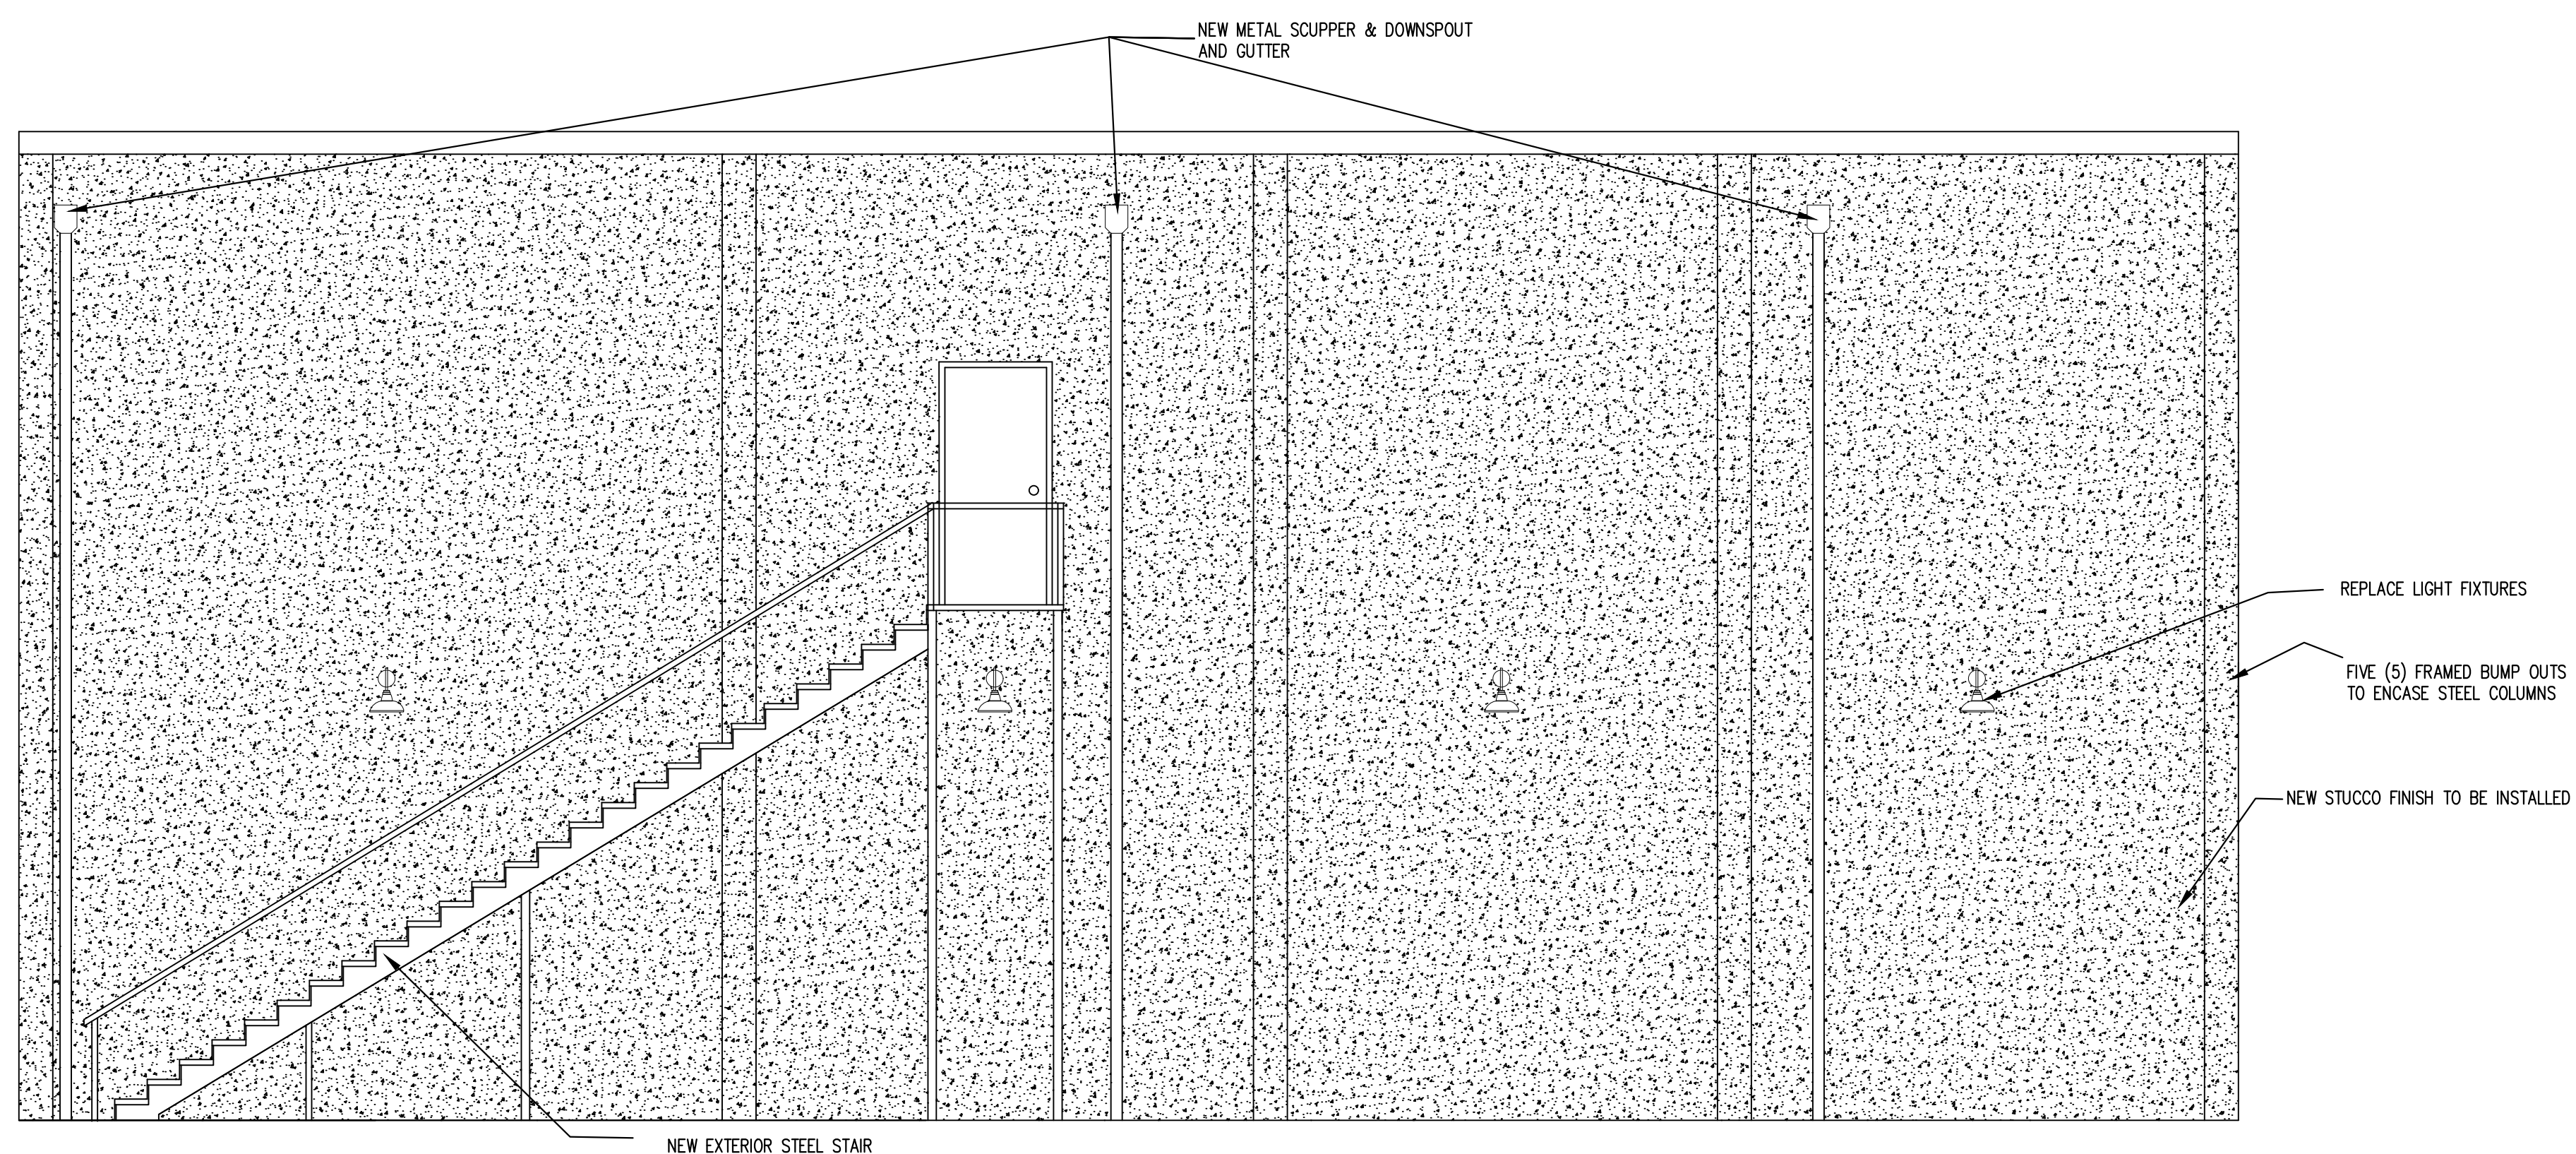 NEW METAL SCUPPER & DOWNSPOUT
AND GUTTER
REPLACE LIGHT FIXTURES
FIVE (5) FRAMED BUMP OUTS
TO ENCASE STEEL COLUMNS
NEW STUCCO FINISH TO BE INSTALLED
NEW EXTERIOR STEEL STAIR